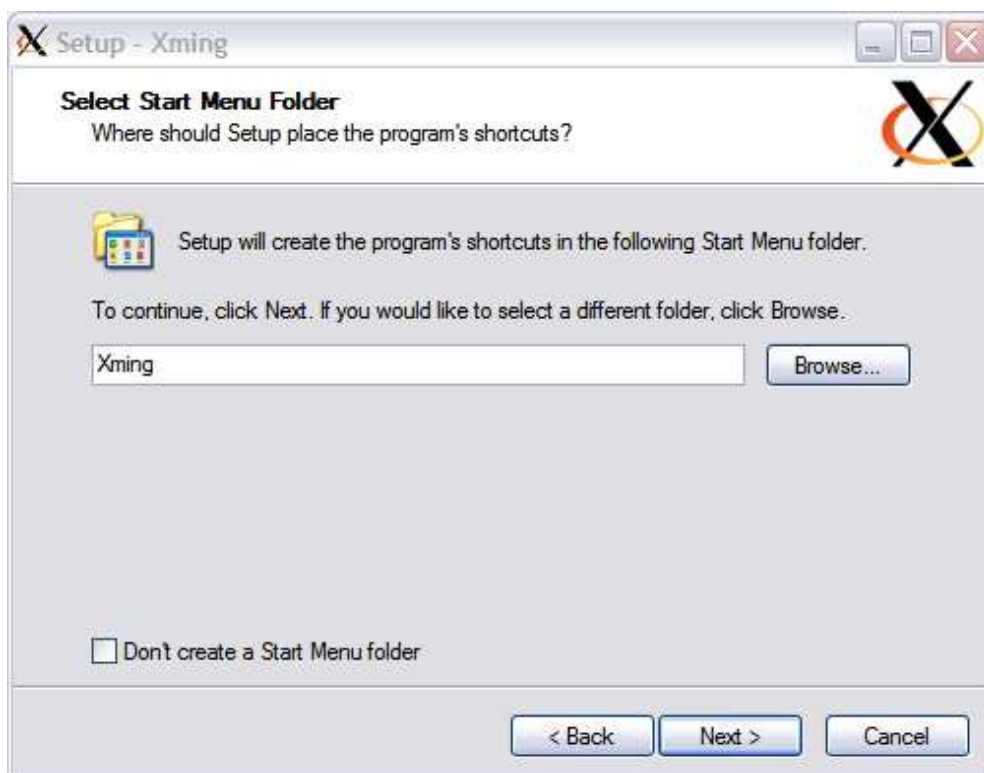 Setup - Xming
Select Start Menu Folder
Where should Setup place the program's shortcuts?
Setup will create the program's shortcuts in the following Start Menu folder.
To continue, click Next. If you would like to select a different folder, click Browse.
Xming
Browse...
Don't create a Start Menu folder
< Back
Next >
Cancel